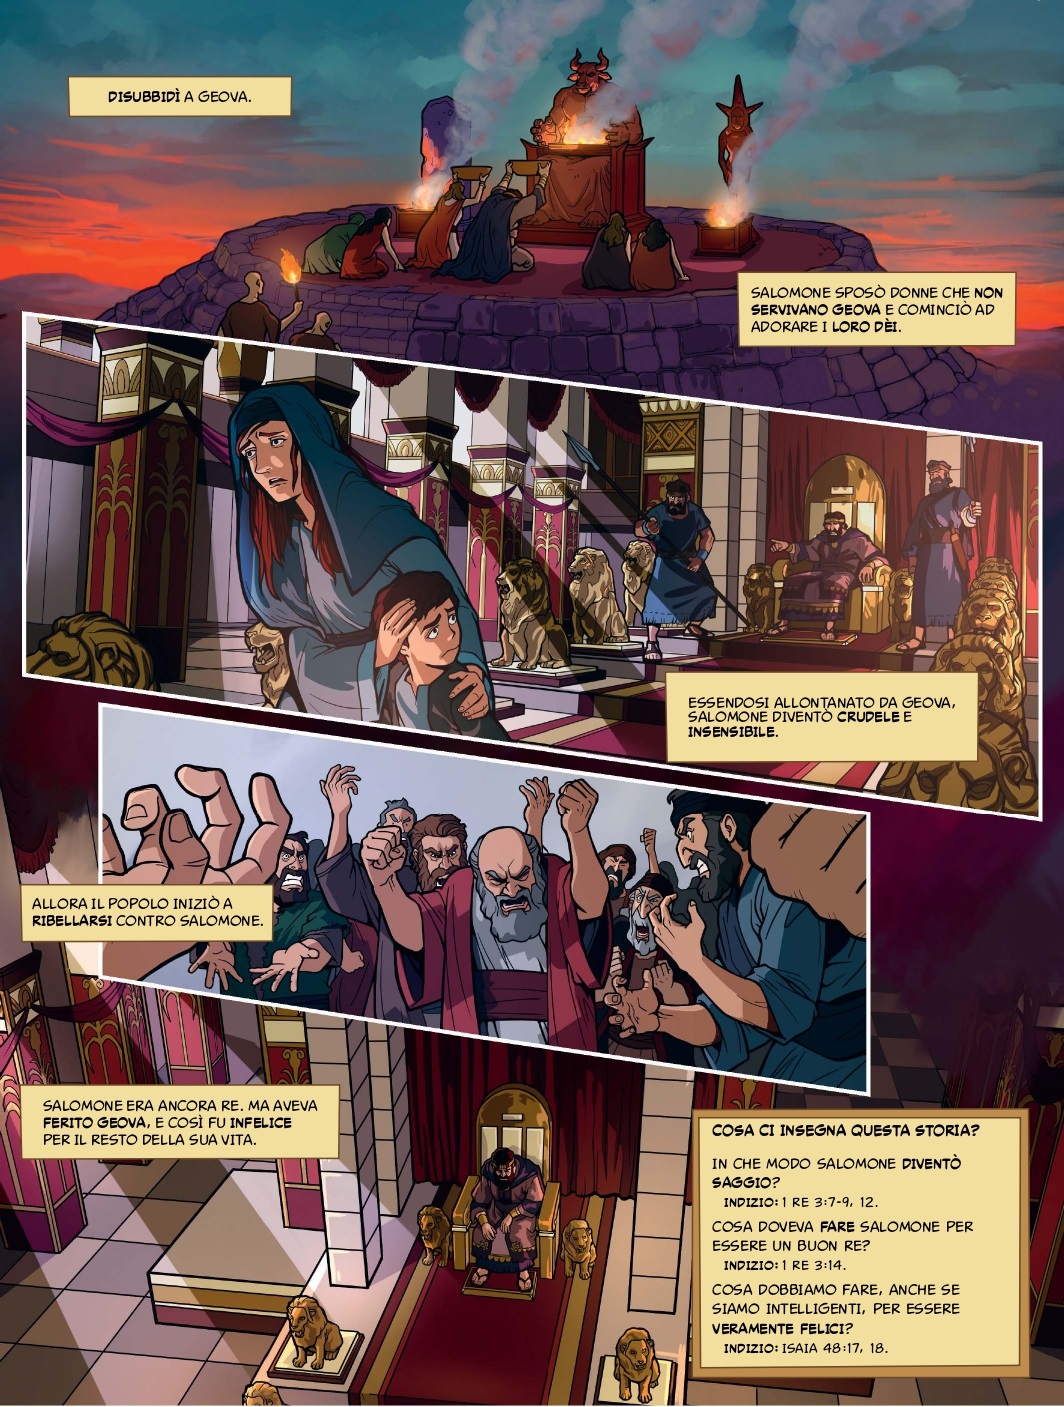 DISUBBIDÌ A GEOVA.
SALOMONE SPOSÒ DONNE CHE NON
SERVIVANO GEOVA E COMINCIÒ AD
ADORARE I LORO DÈI.
ESSENDOSI ALLONTANATO DA GEOVA,
SALOMONE DIVENTÒ CRUDELE E
INSENSIBILE.
ALLORA IL POPOLO INIZIÒ A
RIBELLARSI CONTRO SALOMONE.
SALOMONE ERA ANCORA RE. MA AVEVA
FERITO GEOVA, E COSÌ FU INFELICE
PER IL RESTO DELLA SUA VITA.
COSA CI INSEGNA QUESTA STORIA?
IN CHE MODO SALOMONE DIVENTÒ
SAGGIO?
INDIZIO: 1 RE 3:7-9, 12.
COSA DOVEVA FARE SALOMONE PER
ESSERE UN BUON RE?
INDIZIO: 1 RE 3:14.
COSA DOBBIAMO FARE, ANCHE SE
SIAMO INTELLIGENTI, PER ESSERE
VERAMENTE FELICI?
INDIZIO: ISAIA 48:17, 18.